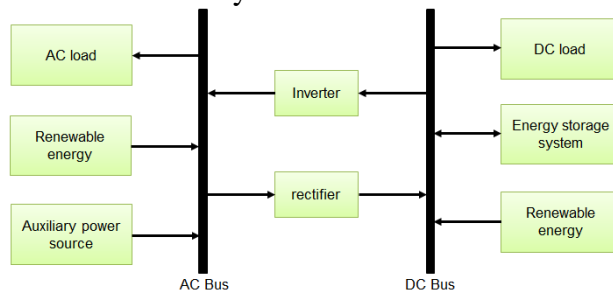 y
AC load
DC load
Inverter
Renewable
energy
Energy storage
system
rectifier
Auxiliary power
source
Renewable
energy
AC Bus
DC Bus